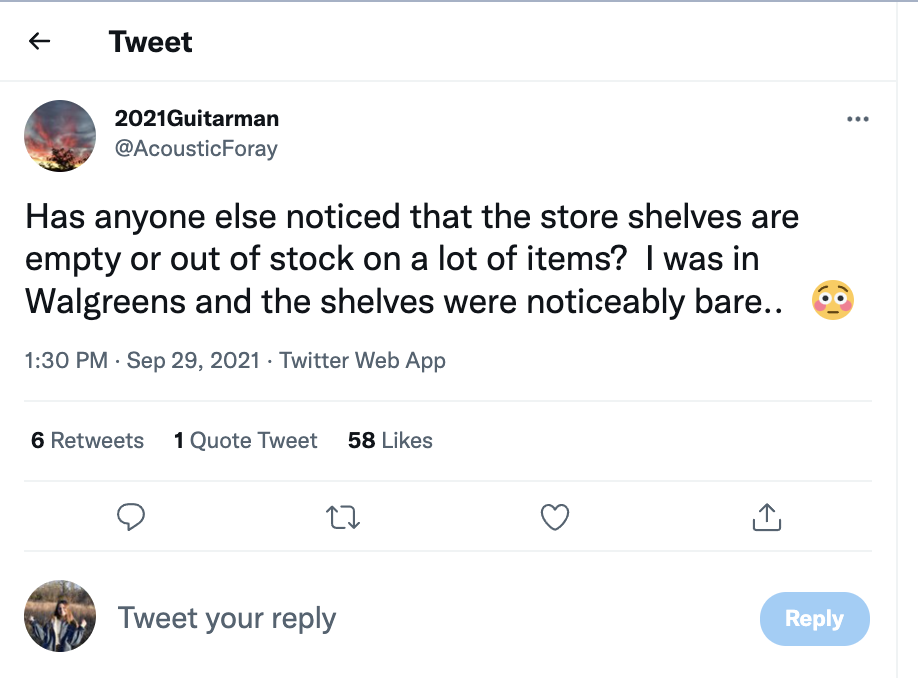 Tweet
2021Guitarman
@AcousticForay
Has anyone else noticed that the store shelves are
empty or out of stock on a lot of items?  I was in
Walgreens and the shelves were noticeably bare.. 😳
1:30 PM · Sep 29, 2021 · Twitter Web App
6 Retweets 1 Quote Tweet 58 Likes
Tweet your reply
Reply